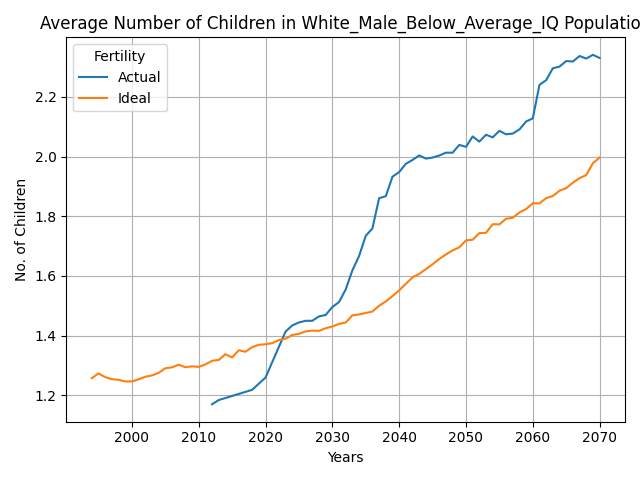 Average Number of Children in White_Male_Below_Average_IQ Populatio
Fertility
Actual
Ideal
2.2
2.0
1.8
1.6
1.4
1.2
No. of Children
2000 2010 2020 2030 2040 2050 2060 2070
Years